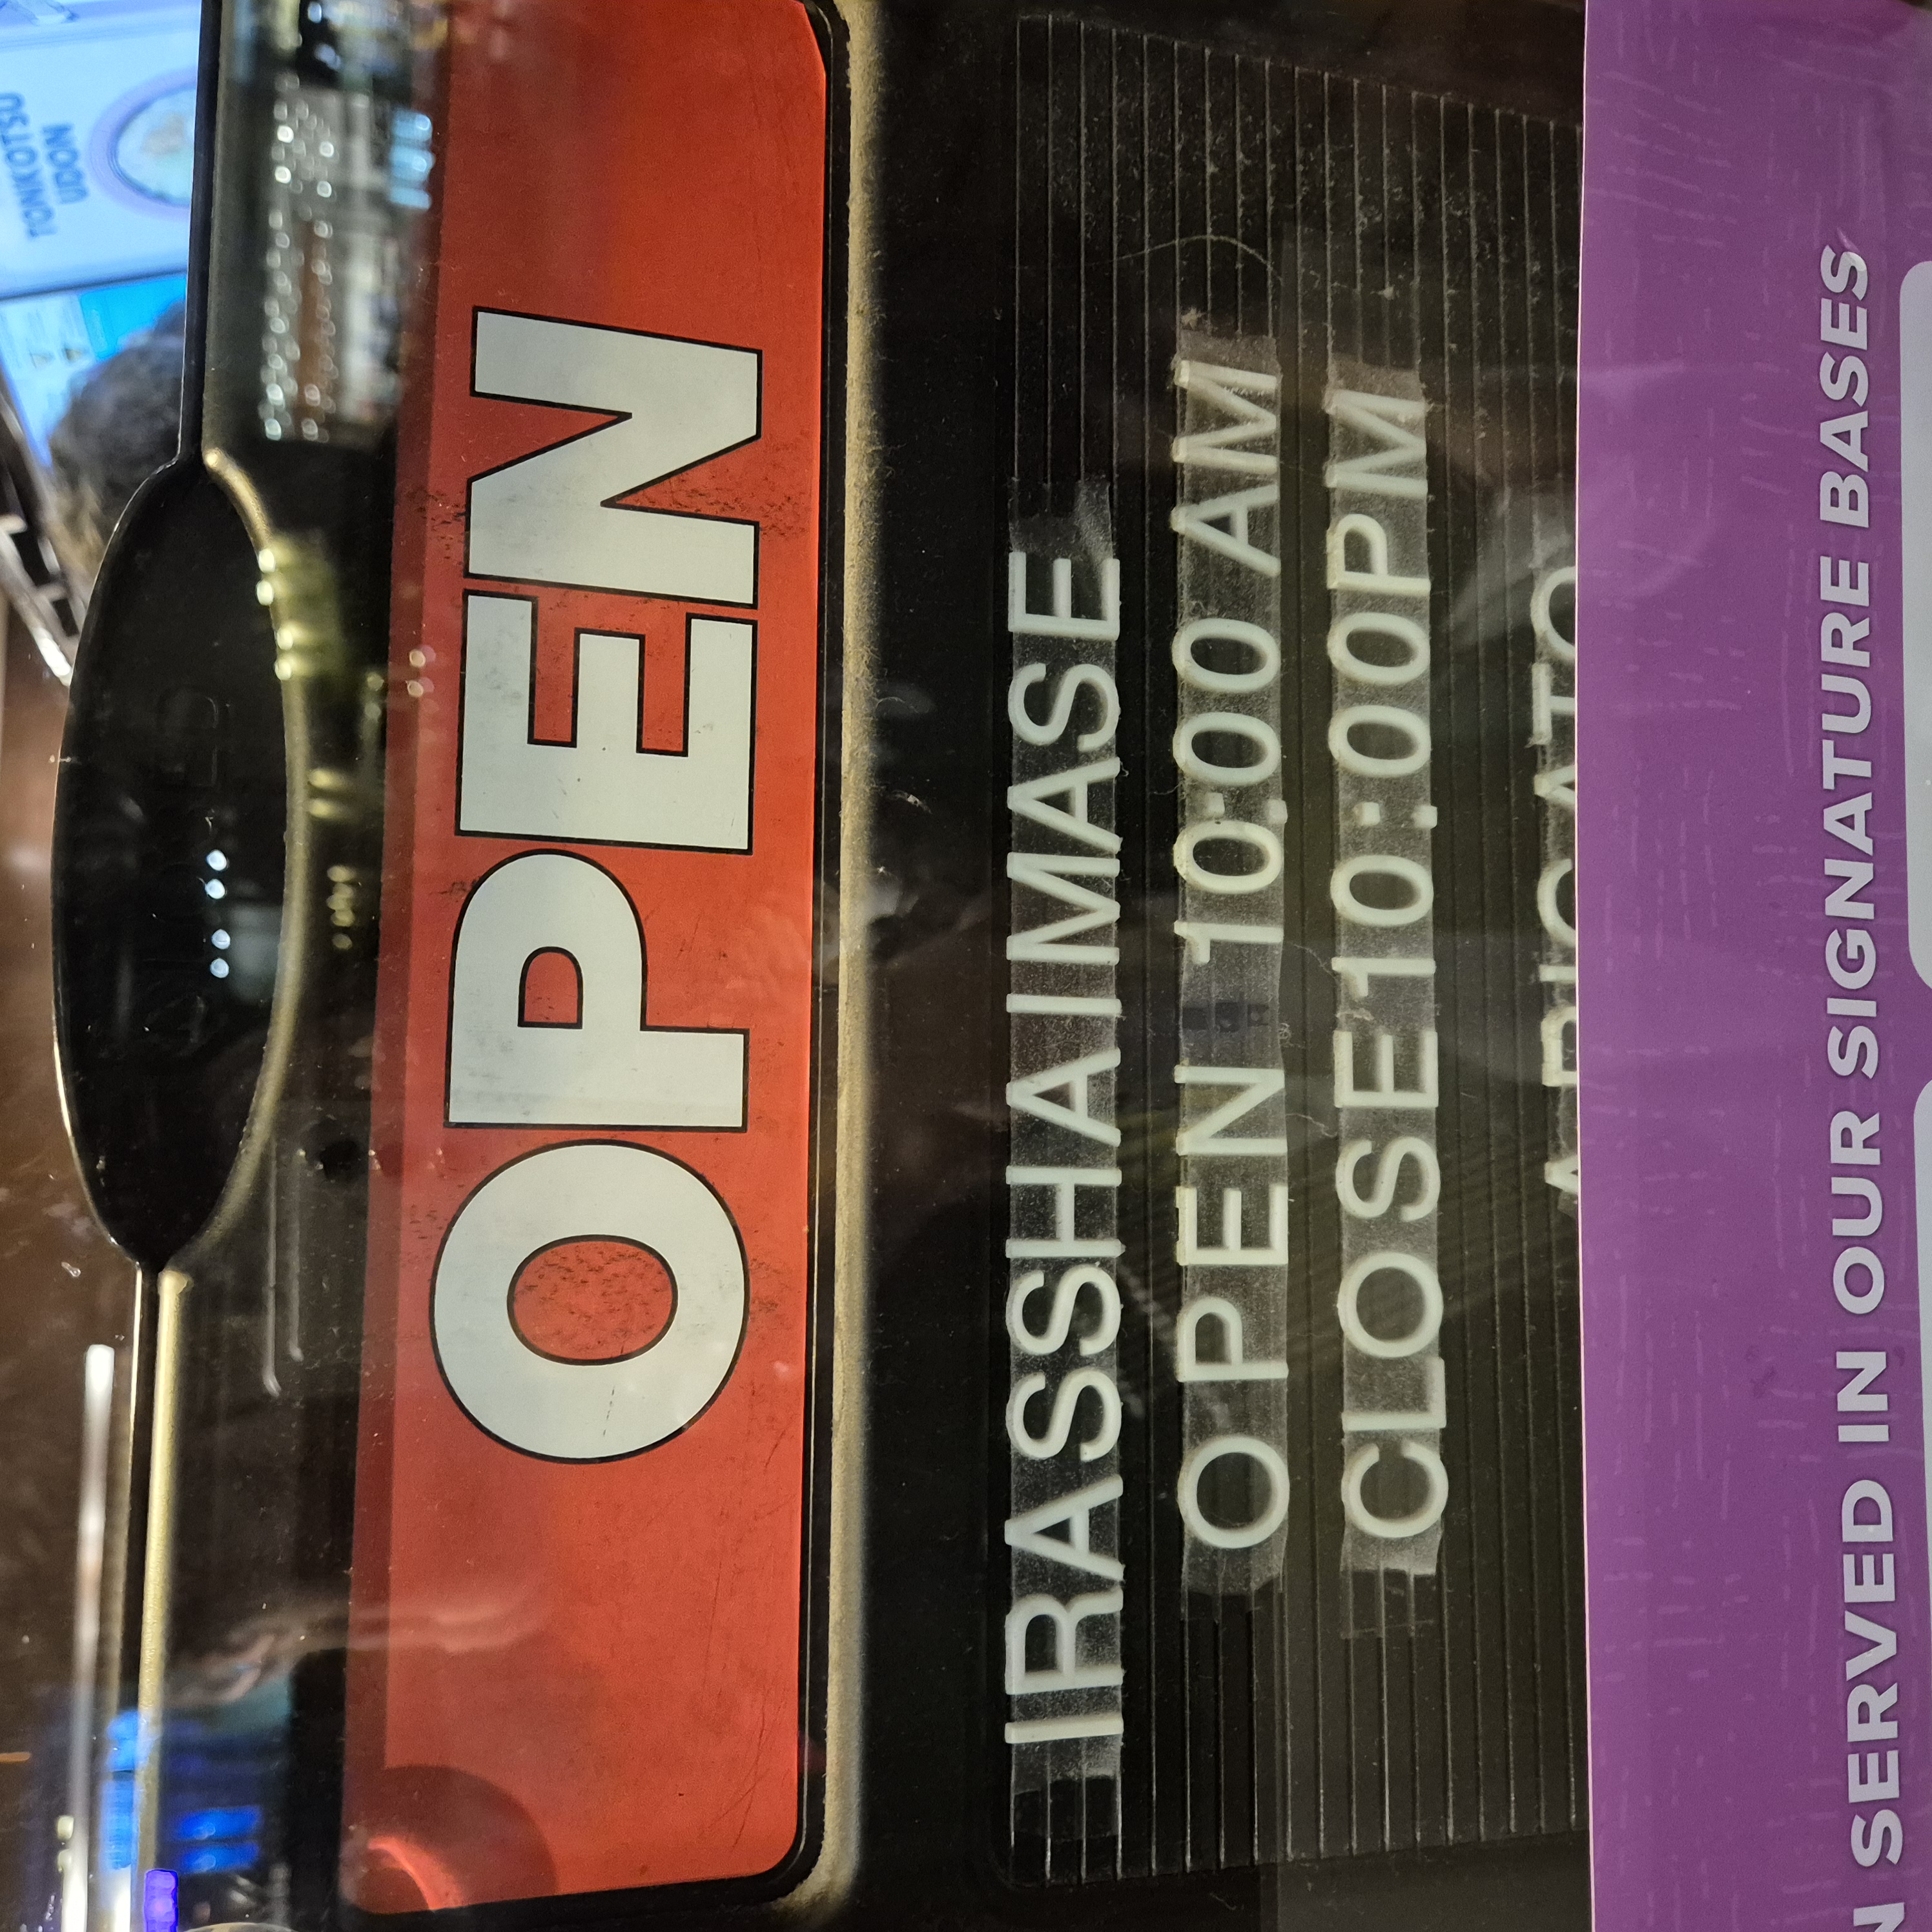 TONKOTSU
UDON
OPEN
IRASSHAIMASE
OPEN 10:00 AM
CLOSE10:00PM
SERVED IN OUR SIGNATURE BASES